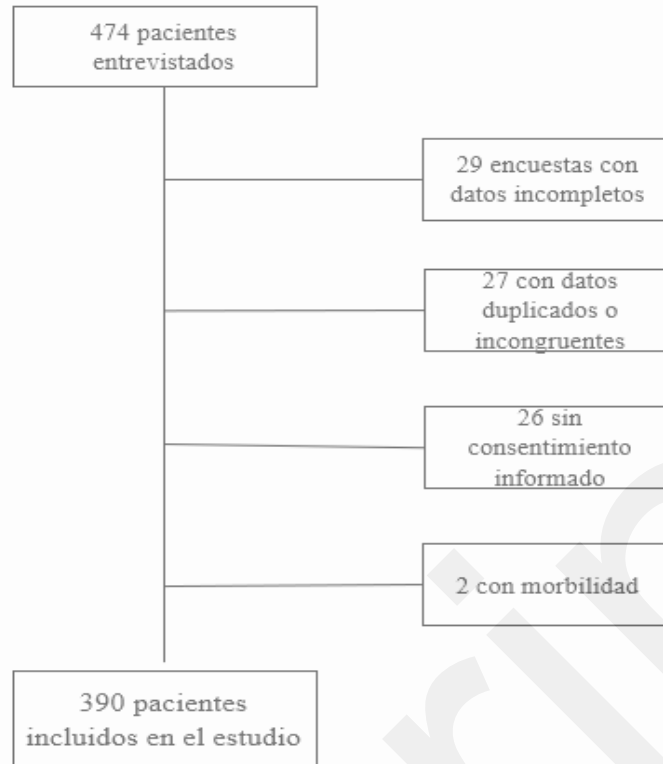 474 pacientes
entrevistados
29 encuestas con
datos incompletos
27 con datos
duplicados o
incongruentes
26 sin
consentimiento
informado
2 con morbilidad
390 pacientes
incluidos en el estudio